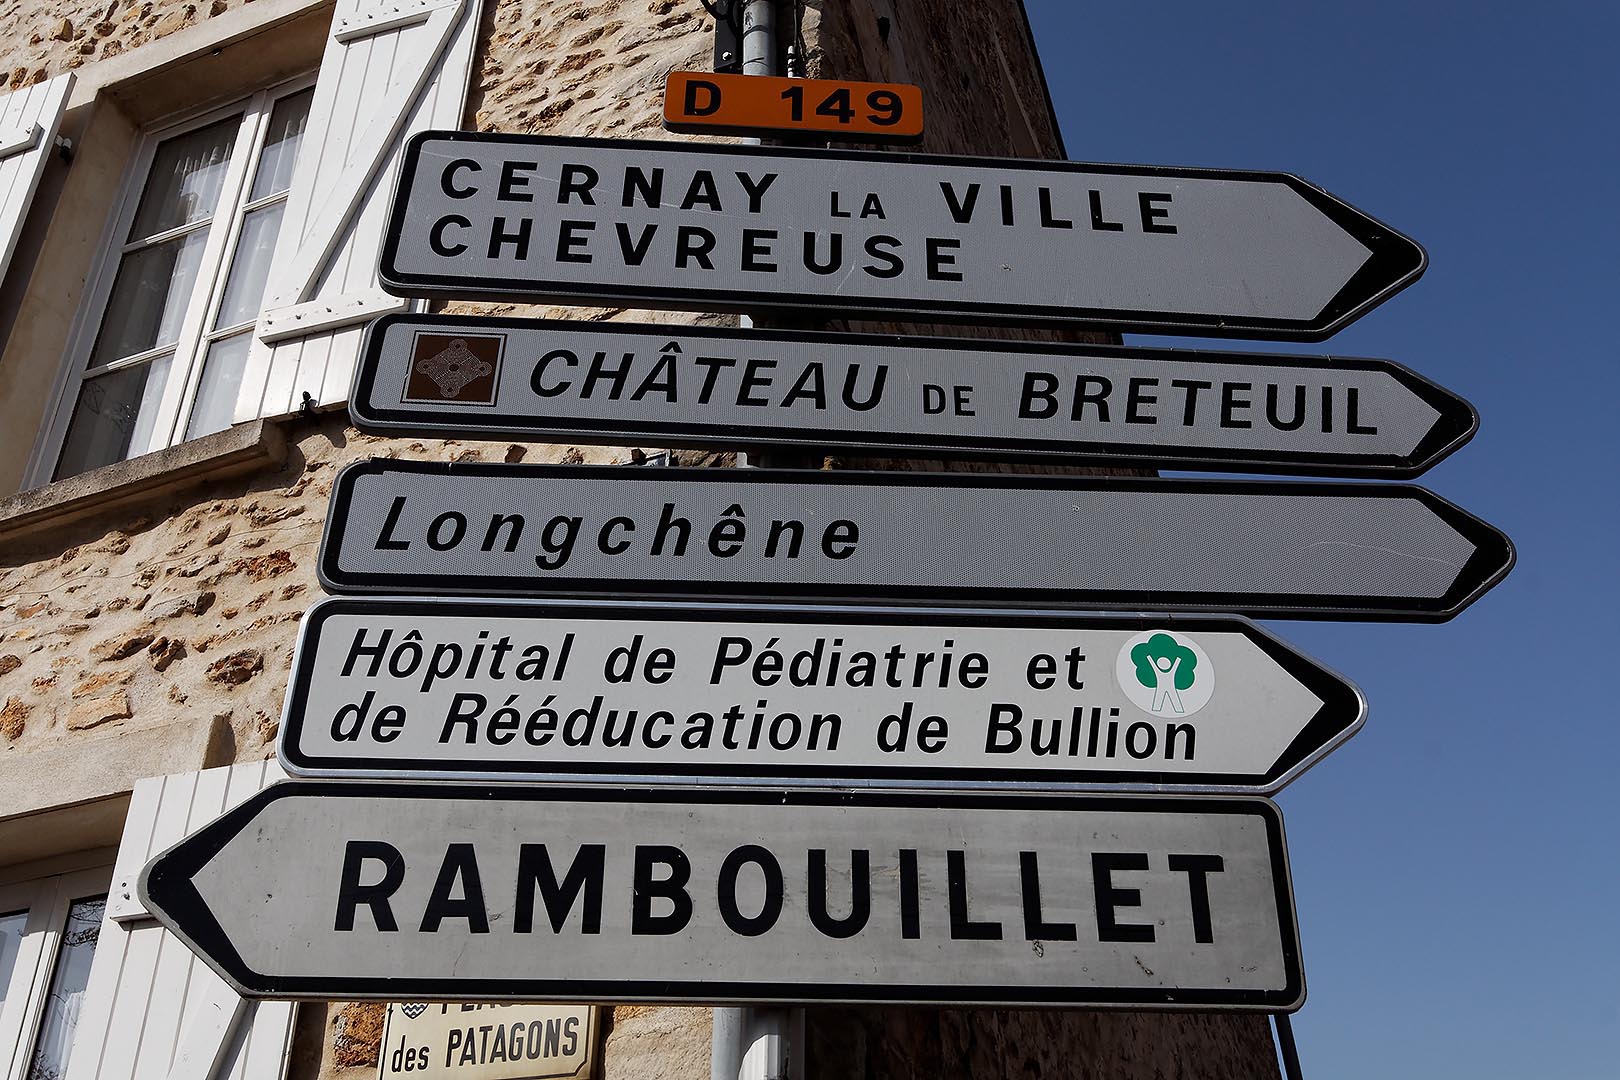 D 149
CERNAY LA VILLE
CHEVREUSE
CHÂTEAU DE BRETEUIL
Longchêne
Hôpital de Pédiatrie et
de Rééducation de Bullion
RAMBOUILLET
des PATAGONS